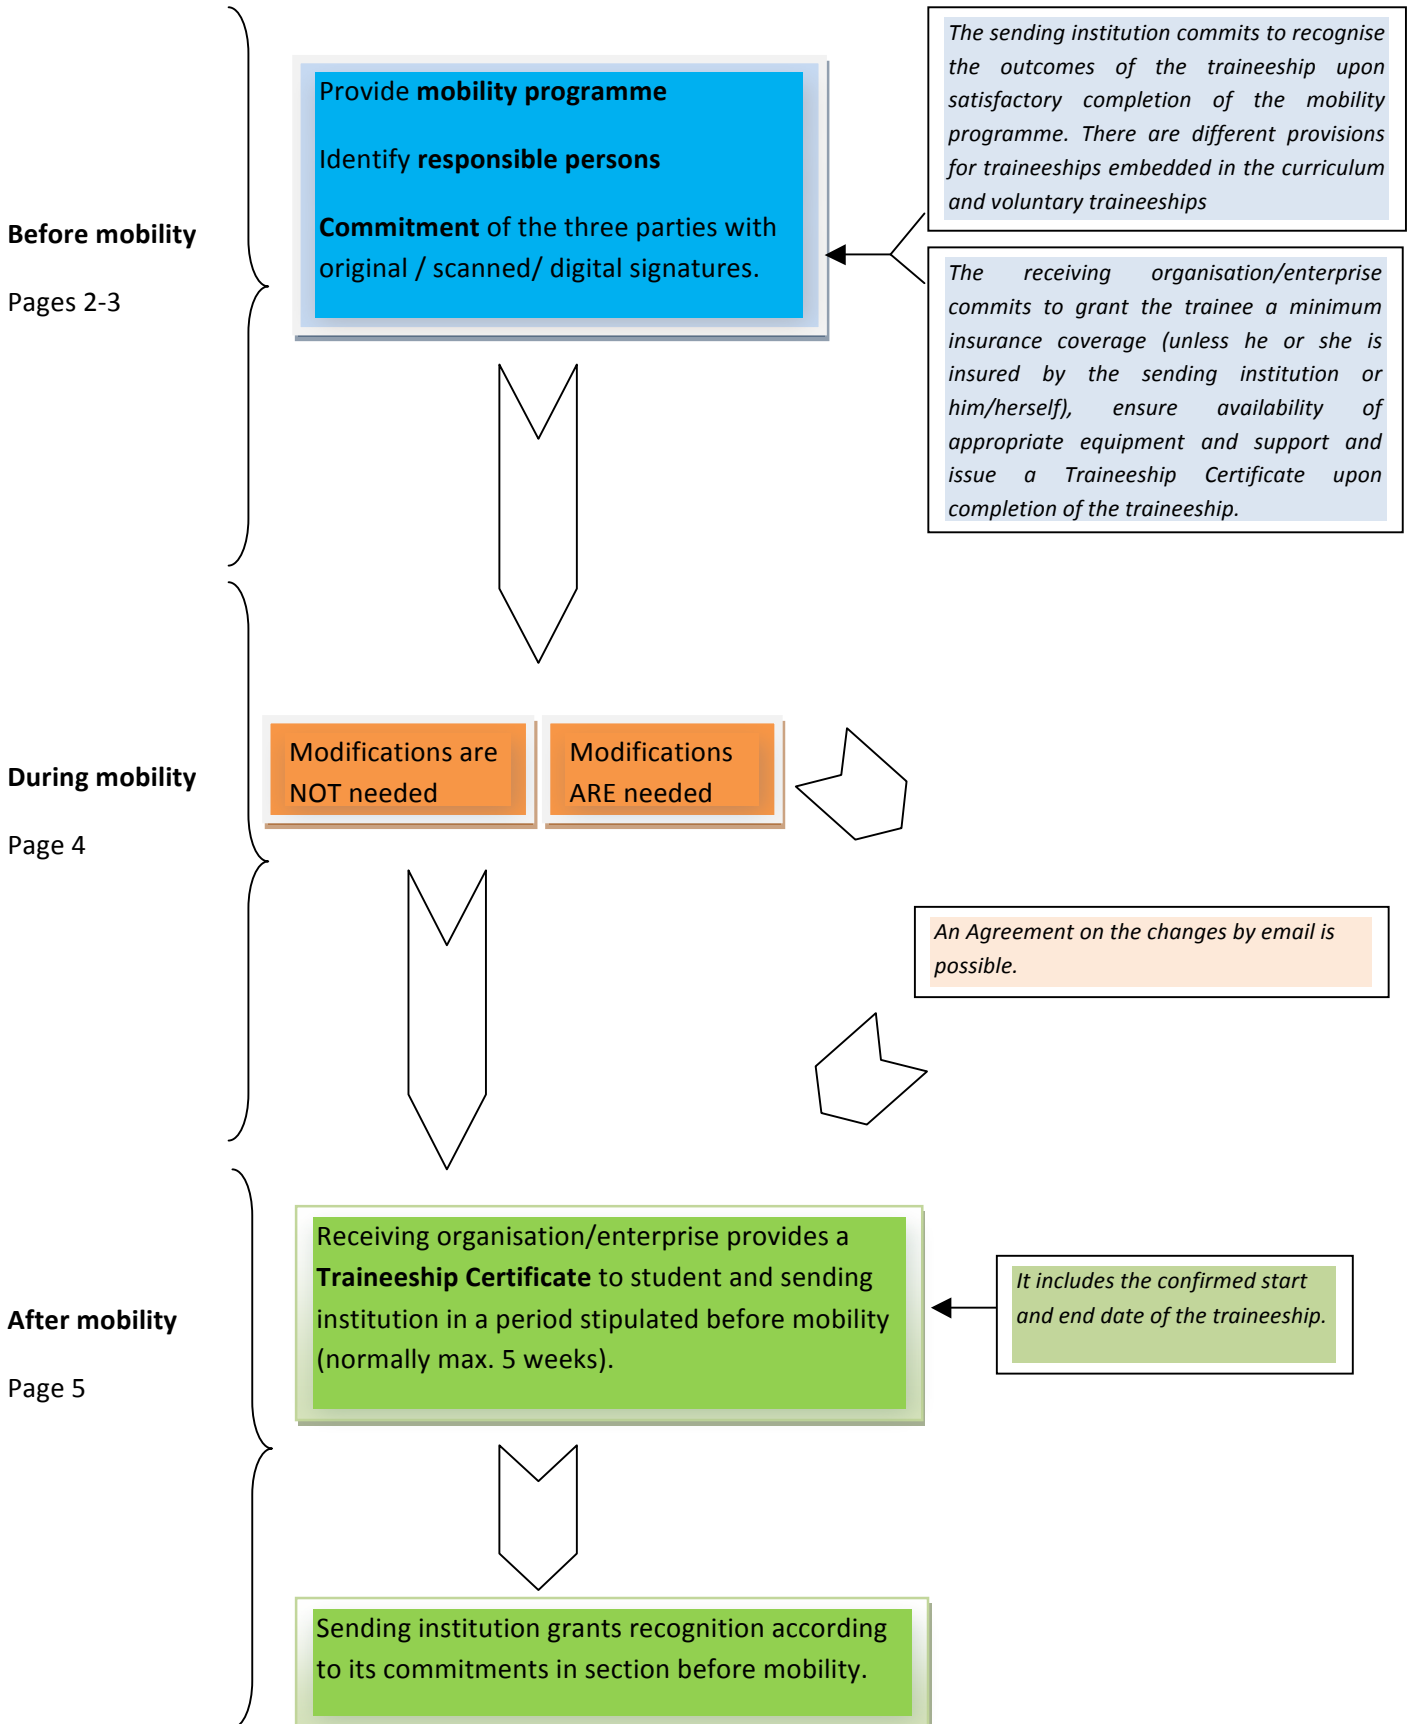 Before mobility
Pages 2-3
Provide mobility programme
Identify responsible persons
Commitment of the three parties with
original / scanned/ digital signatures.
The sending institution commits to recognise
the outcomes of the traineeship upon
satisfactory completion of the mobility
programme. There are different provisions
for traineeships embedded in the curriculum
and voluntary traineeships
The receiving organisation/enterprise
commits to grant the trainee a minimum
insurance coverage (unless he or she is
insured by the sending institution or
him/herself), ensure availability of
appropriate equipment and support and
issue a Traineeship Certificate upon
completion of the traineeship.
During mobility
Page 4
Modifications are
NOT needed
Modifications
ARE needed
An Agreement on the changes by email is
possible.
After mobility
Page 5
Receiving organisation/enterprise provides a
Traineeship Certificate to student and sending
institution in a period stipulated before mobility
(normally max. 5 weeks).
It includes the confirmed start
and end date of the traineeship.
Sending institution grants recognition according
to its commitments in section before mobility.